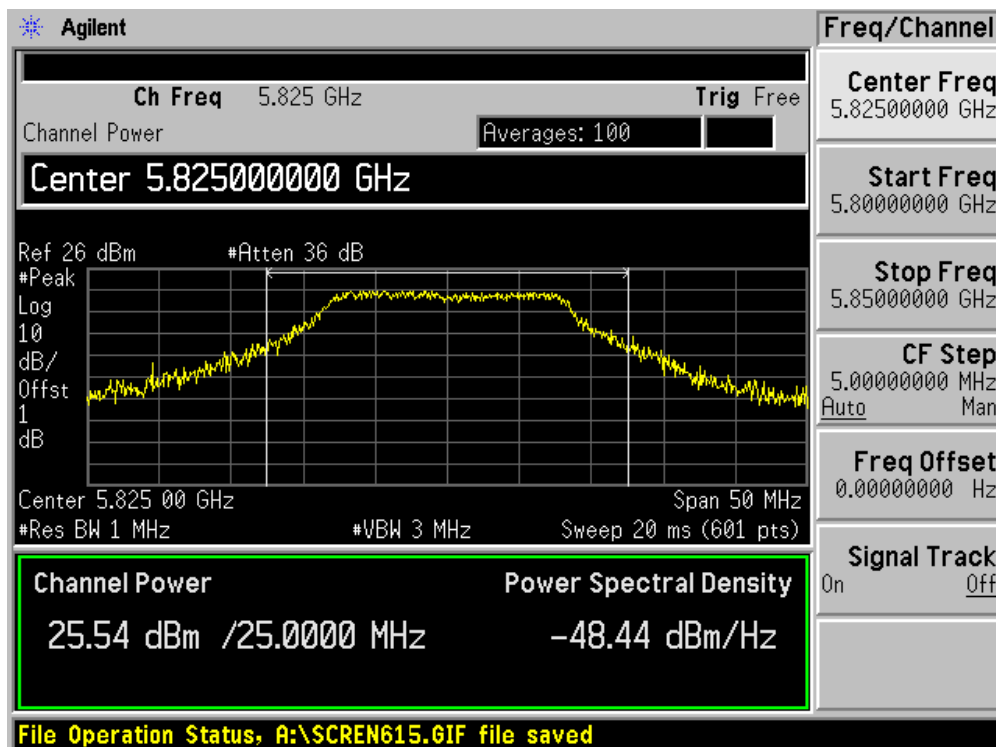 Agilent
Freq/Channel
Ch Freq 5.825 GHz Trig Free
Channel Power Averages: 100
Center 5.825000000 GHz
Ref 26 dBm #Atten 36 dB
#Peak
Log
10
dB/
Offst
1
dB
Center 5.825 00 GHz Span 50 MHz
#Res BW 1 MHz #VBW 3 MHz Sweep 20 ms (601 pts)
Channel Power Power Spectral Density
25.54 dBm /25.0000 MHz -48.44 dBm/Hz
Center Freq
5.82500000 GHz
Start Freq
5.80000000 GHz
Stop Freq
5.85000000 GHz
CF Step
5.00000000 MHz
Auto Man
Freq Offset
0.00000000 Hz
Signal Track
On Off
File Operation Status, A:\SCREN615.GIF file saved